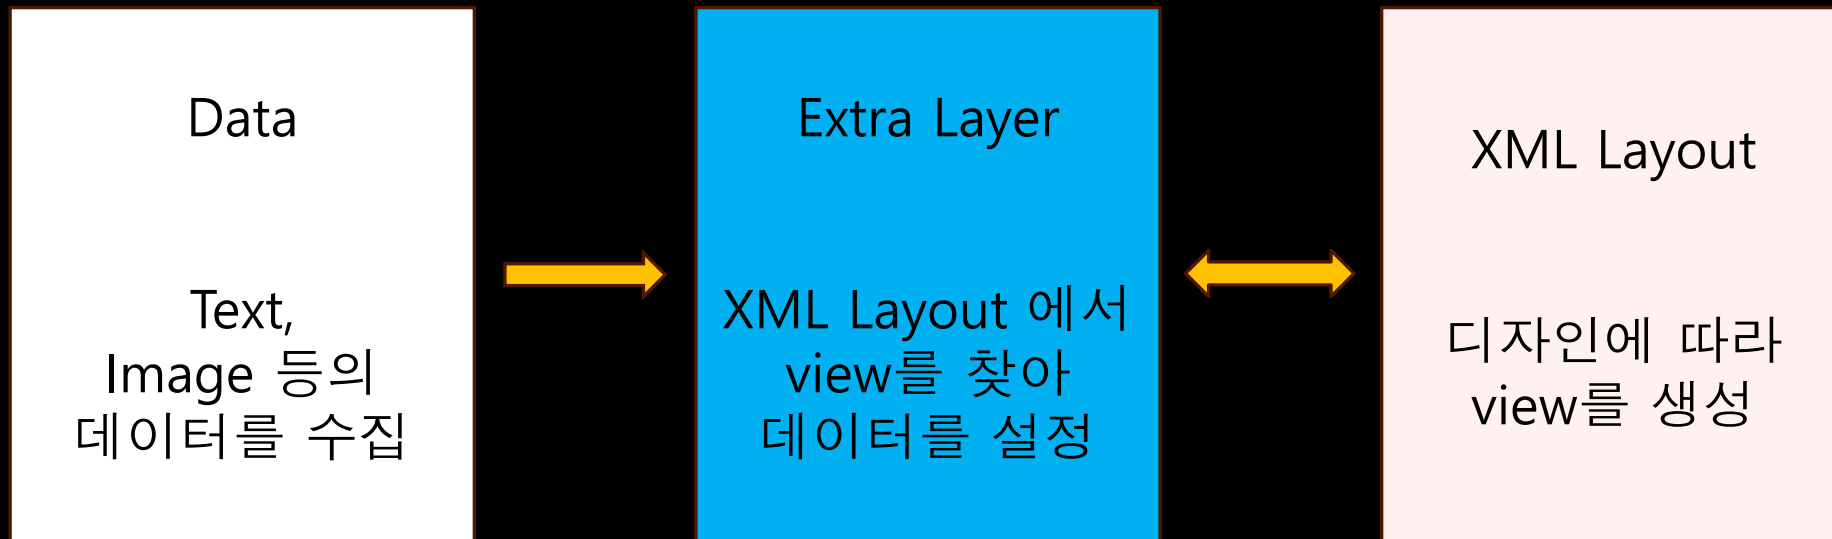 Data
Text,
Image 등의
데이터를 수집
Extra Layer
XML Layout 에서
view를 찾아
데이터를 설정
XML Layout
디자인에 따라
view를 생성